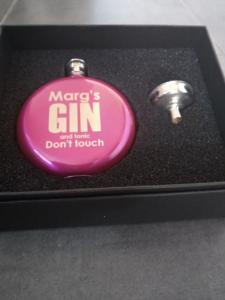 Marg's
GIN
and tonic
Don't touch